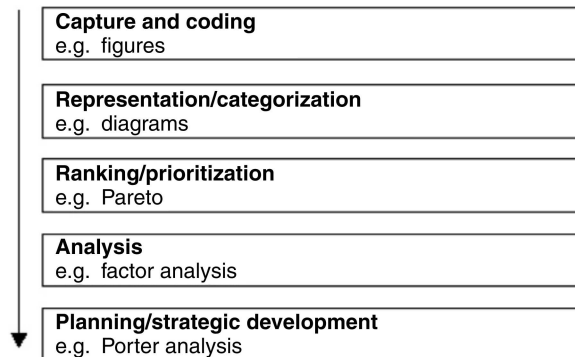 Capture and coding
e.g. figures
Representation/categorization
e.g. diagrams
Ranking/prioritization
e.g. Pareto
Analysis
e.g. factor analysis
Planning/strategic development
e.g. Porter analysis